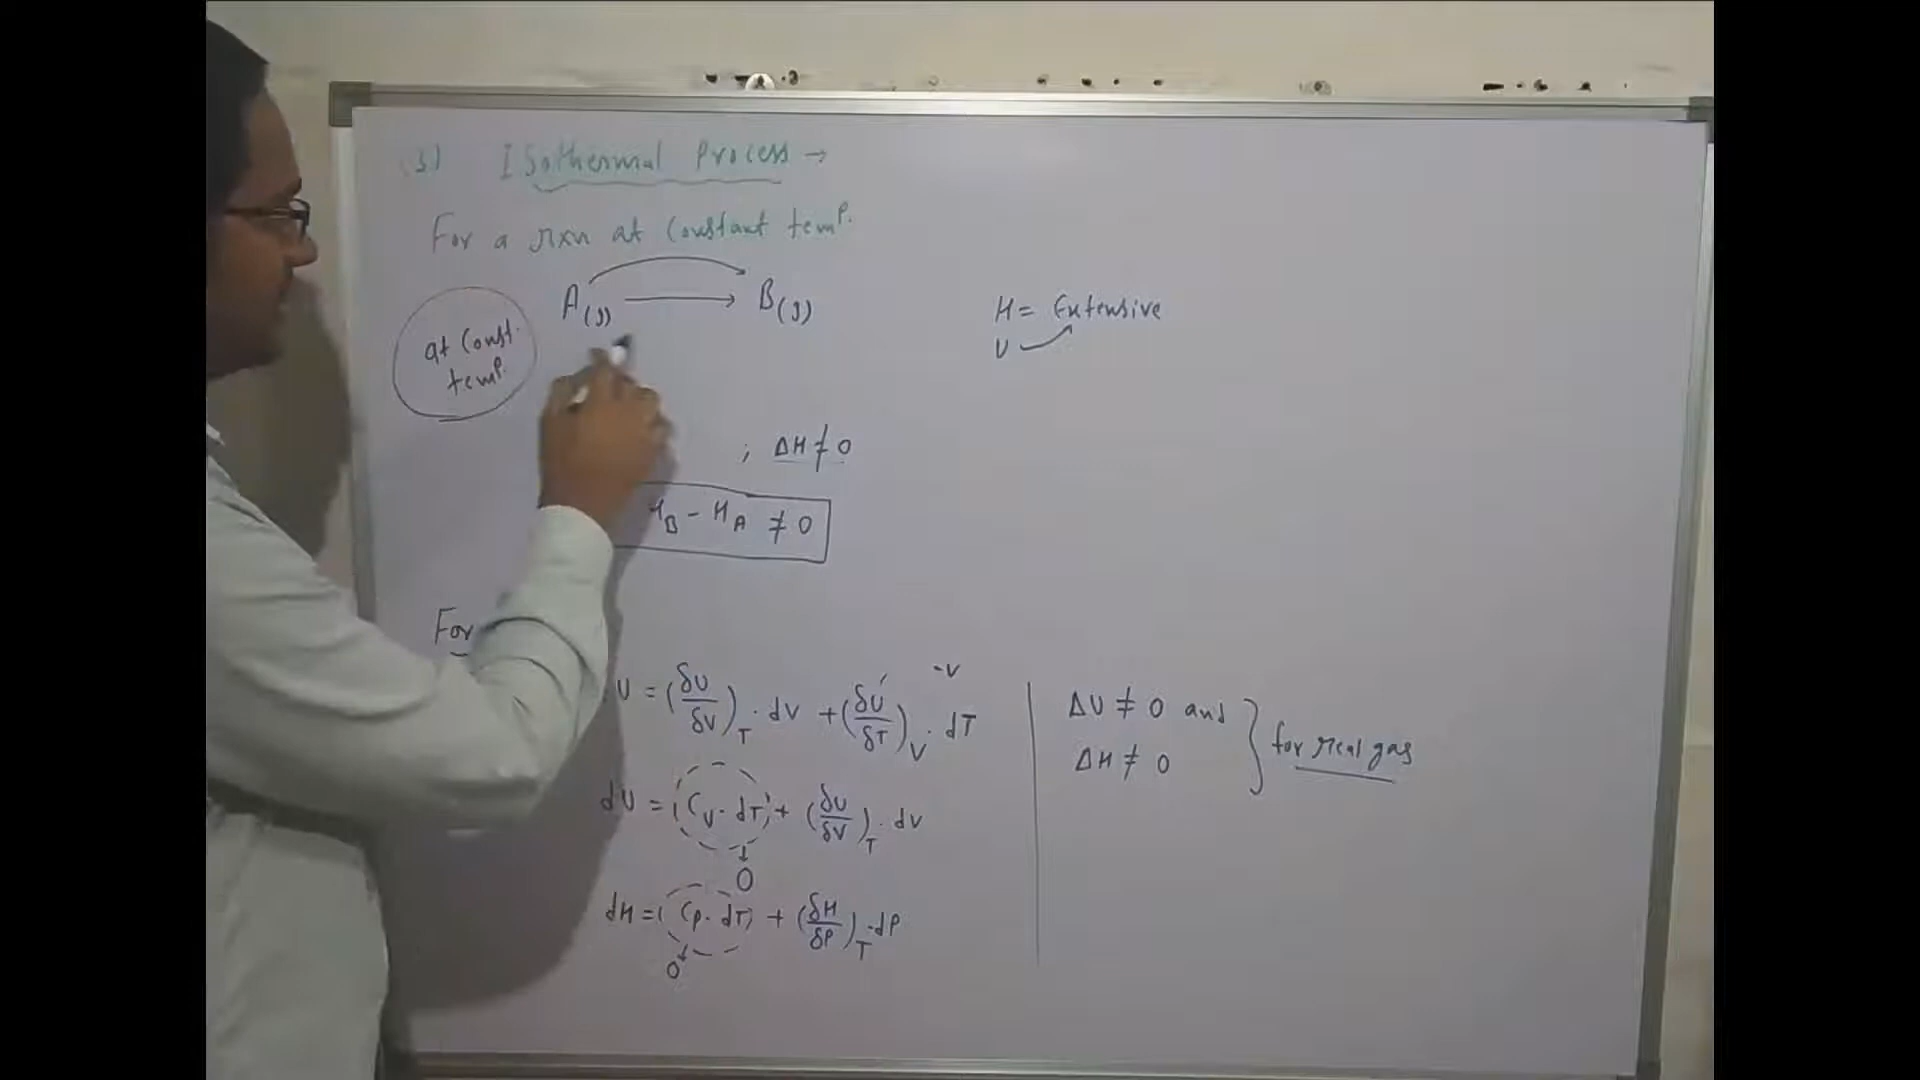 (3) Isothermal Process →
For a rxn at Constant temp.
A(g) → B(g)
at Const.
temp.
H = Extensive
U
; ΔH ≠ 0
H_B - H_A ≠ 0
For
U = (δU/δV)_T . dV + (δU/δT)_V . dT
dU = (C_V . dT) + (δU/δV)_T . dV
0
dH = (C_P . dT) + (δH/δP)_T . dP
0
ΔU ≠ 0 and
ΔH ≠ 0
for real gas